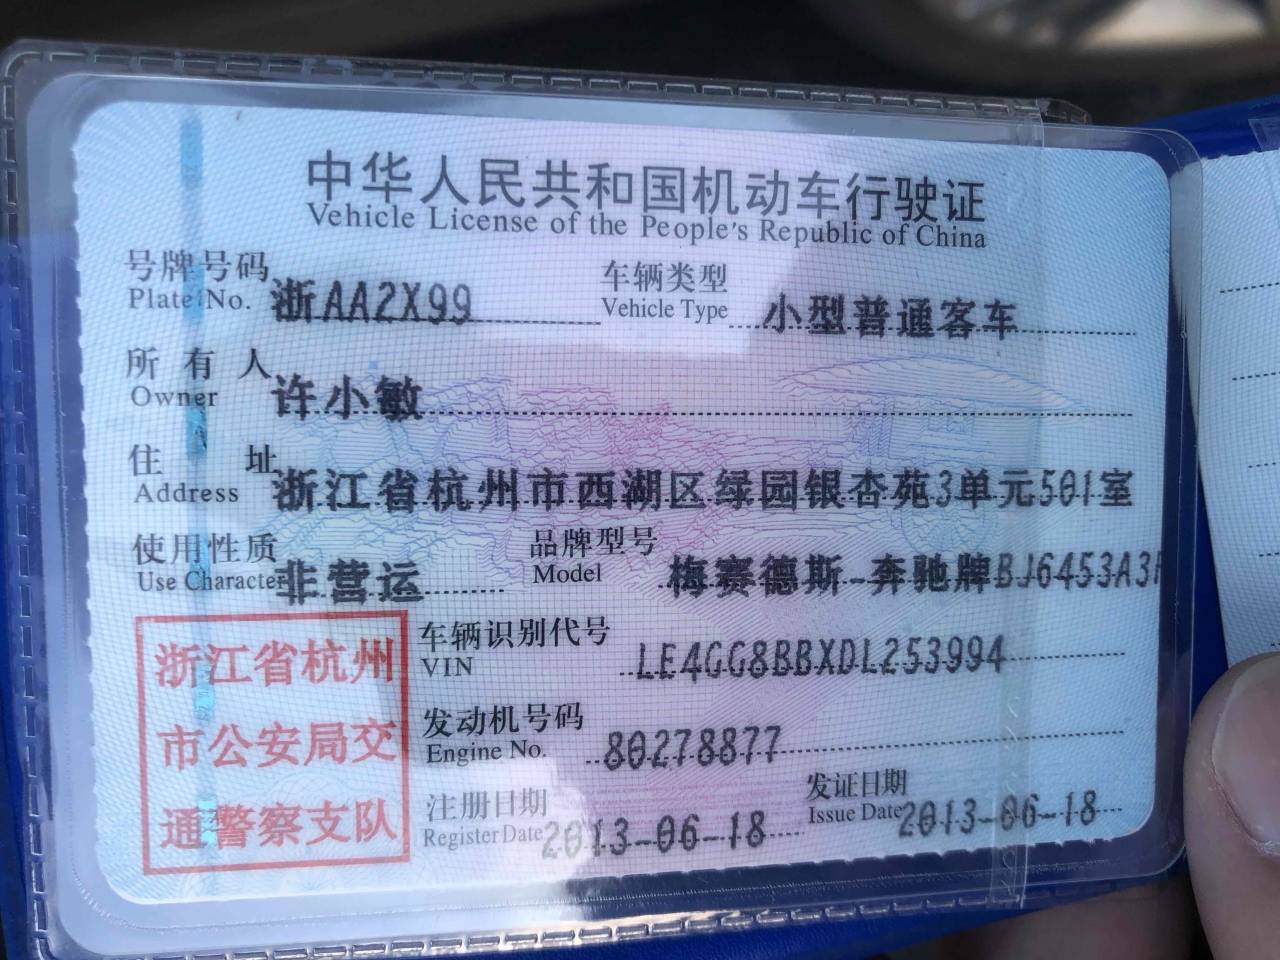 中华人民共和国机动车行驶证
Vehicle License of the People's Republic of China
号牌号码 浙AA2X99 车辆类型 小型普通客车
Plate No. Vehicle Type
所有人 许小敏
Owner
住址 浙江省杭州市西湖区绿园银杏苑3单元501室
Address
使用性质 非营运 品牌型号 梅赛德斯-奔驰牌BJ6453A3F
Use Character Model
浙江省杭州
市公安局交
通警察支队
车辆识别代号 LE4GG8BBXDL253994
VIN
发动机号码 80278877
Engine No.
注册日期 2013-06-18 发证日期 2013-06-18
Register Date Issue Date